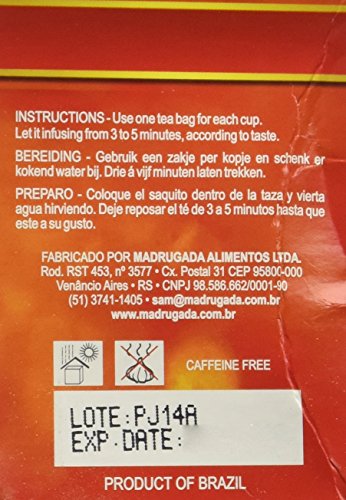 INSTRUCTIONS - Use one tea bag for each cup.
Let it infusing from 3 to 5 minutes, according to taste.
BEREIDING - Gebruik een zakje per kopje en schenk er
kokend water bij. Drie á vijf minuten laten trekken.
PREPARO - Coloque el saquito dentro de la taza y vierta
agua hirviendo. Deje reposar el té de 3 a 5 minutos hasta que
este a su gusto.
FABRICADO POR MADRUGADA ALIMENTOS LTDA.
Rod. RST 453, nº 3577 • Cx. Postal 31 CEP 95800-000
Venâncio Aires • RS • CNPJ 98.586.662/0001-90
(51) 3741-1405 • sam@madrugada.com.br
www.madrugada.com.br
CAFFEINE FREE
LOTE:PJ14A
EXP.DATE:
PRODUCT OF BRAZIL